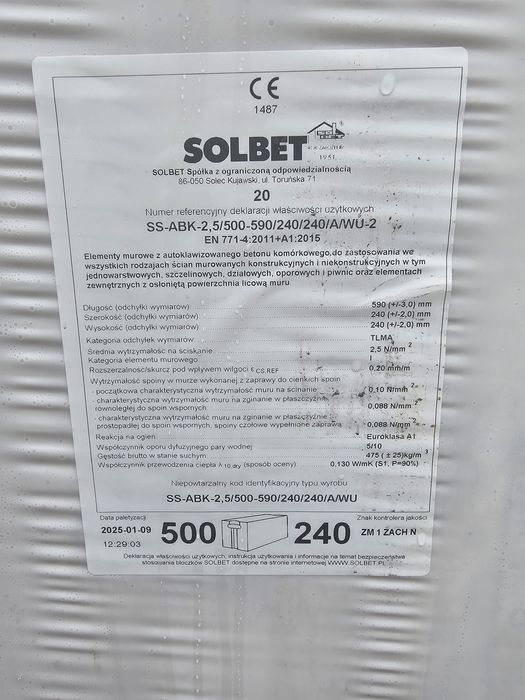 CE
1487
SOLBET
1951
SOLBET Spółka z ograniczoną odpowiedzialnością
86-050 Solec Kujawski, ul. Toruńska 71
20
Numer referencyjny deklaracji właściwości użytkowych
SS-ABK-2,5/500-590/240/240/A/WU-2
EN 771-4:2011+A1:2015
Elementy murowe z autoklawizowanego betonu komórkowego,do zastosowania we
wszystkich rodzajach ścian murowanych konstrukcyjnych i niekonstrukcyjnych w tym
jednowarstwowych, szczelinowych, działowych, oporowych i piwnic oraz elementach
zewnętrznych z osłoniętą powierzchnia licową muru
Długość (odchyłki wymiarów) 590 (+/-3,0) mm
Szerokość (odchyłki wymiarów) 240 (+/-2,0) mm
Wysokość (odchyłki wymiarów) 240 (+/-2,0) mm
Kategoria odchyłek wymiarów TLMA
Średnia wytrzymałość na ściskanie 2,5 N/mm²
Kategoria elementu murowego I
Rozszerzalność/skurcz pod wpływem wilgoci ε CS,REF 0,20 mm/m
Wytrzymałość spoiny w murze wykonanej z zaprawy do cienkich spoin
- początkowa charakterystyczna wytrzymałość muru na ścinanie 0,10 N/mm²
- charakterystyczna wytrzymałość muru na zginanie w płaszczyźnie
równoległej do spoin wspornych 0,088 N/mm²
- charakterystyczna wytrzymałość muru na zginanie w płaszczyźnie
prostopadłej do spoin wspornych, spoiny czołowe wypełnione zaprawą 0,088 N/mm²
Reakcja na ogień Euroklasa A1
Współczynnik oporu dyfuzyjnego pary wodnej 5/10
Gęstość brutto w stanie suchym 475 (±25)kg/m³
Współczynnik przewodzenia ciepła λ 10,dry (sposób oceny) 0,130 W/mK (S1, P=90%)
Niepowtarzalny kod identyfikacyjny typu wyrobu
SS-ABK-2,5/500-590/240/240/A/WU
Data paletyzacji
2025-01-09
12:29:03
500
240
Znak kontrolera jakości
ZM 1 ZACH N
Deklaracja właściwości użytkowych, instrukcja użytkowania i informacje na temat bezpieczeństwa
stosowania bloczków SOLBET dostępne na stronie internetowej WWW.SOLBET.PL